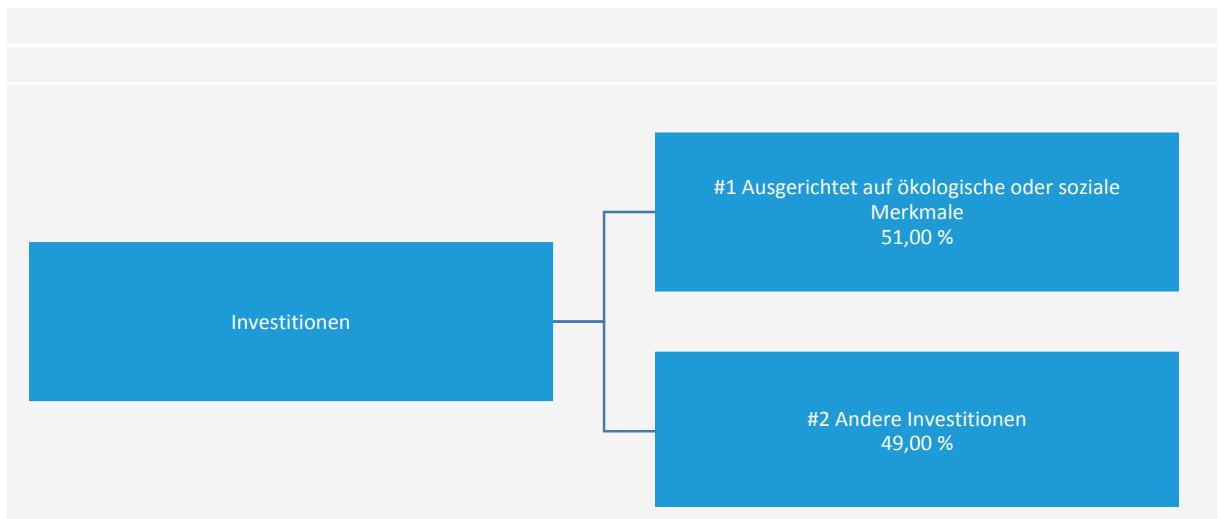 #1 Ausgerichtet auf ökologische oder soziale
Merkmale
51,00 %
Investitionen
#2 Andere Investitionen
49,00 %